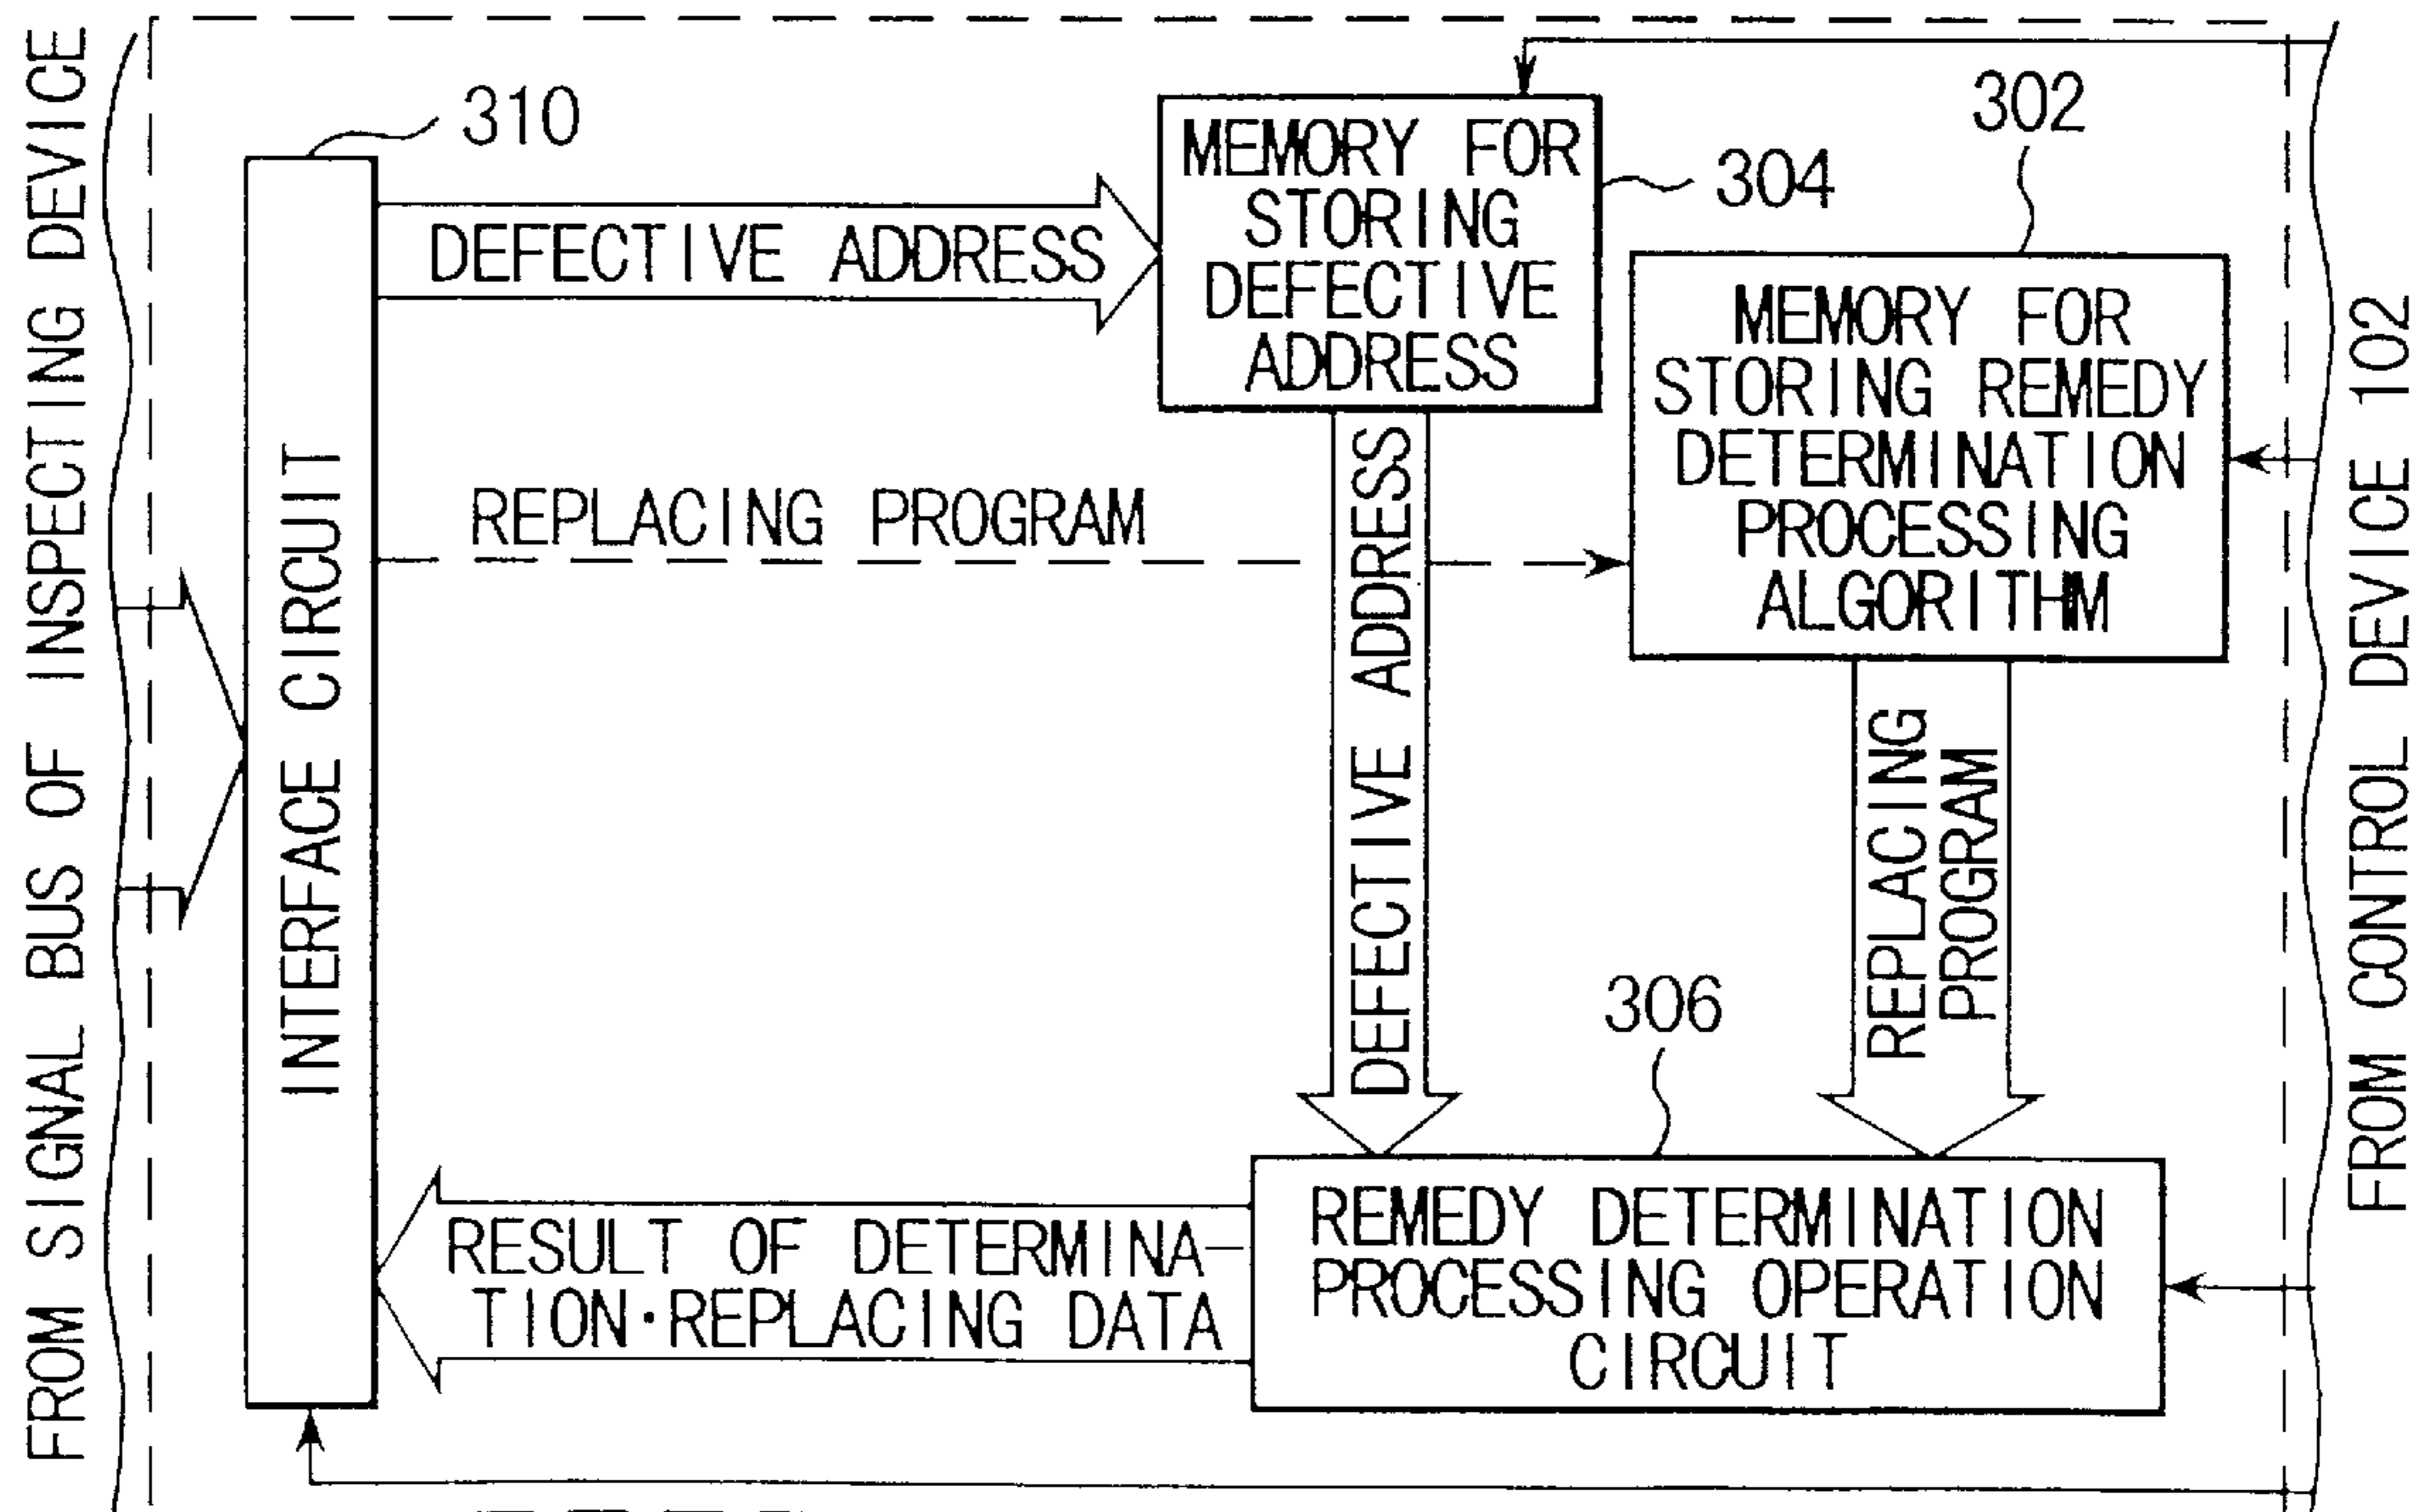 FROM SIGNAL BUS OF INSPECTING DEVICE
310
INTERFACE CIRCUIT
DEFECTIVE ADDRESS
MEMORY FOR
STORING
DEFECTIVE
ADDRESS
304
302
MEMORY FOR
STORING REMEDY
DETERMINATION
PROCESSING
ALGORITHM
REPLACING PROGRAM
DEFECTIVE ADDRESS
REPLACING
PROGRAM
306
REMEDY DETERMINATION
PROCESSING OPERATION
CIRCUIT
RESULT OF DETERMINA-
TION·REPLACING DATA
FROM CONTROL DEVICE 102